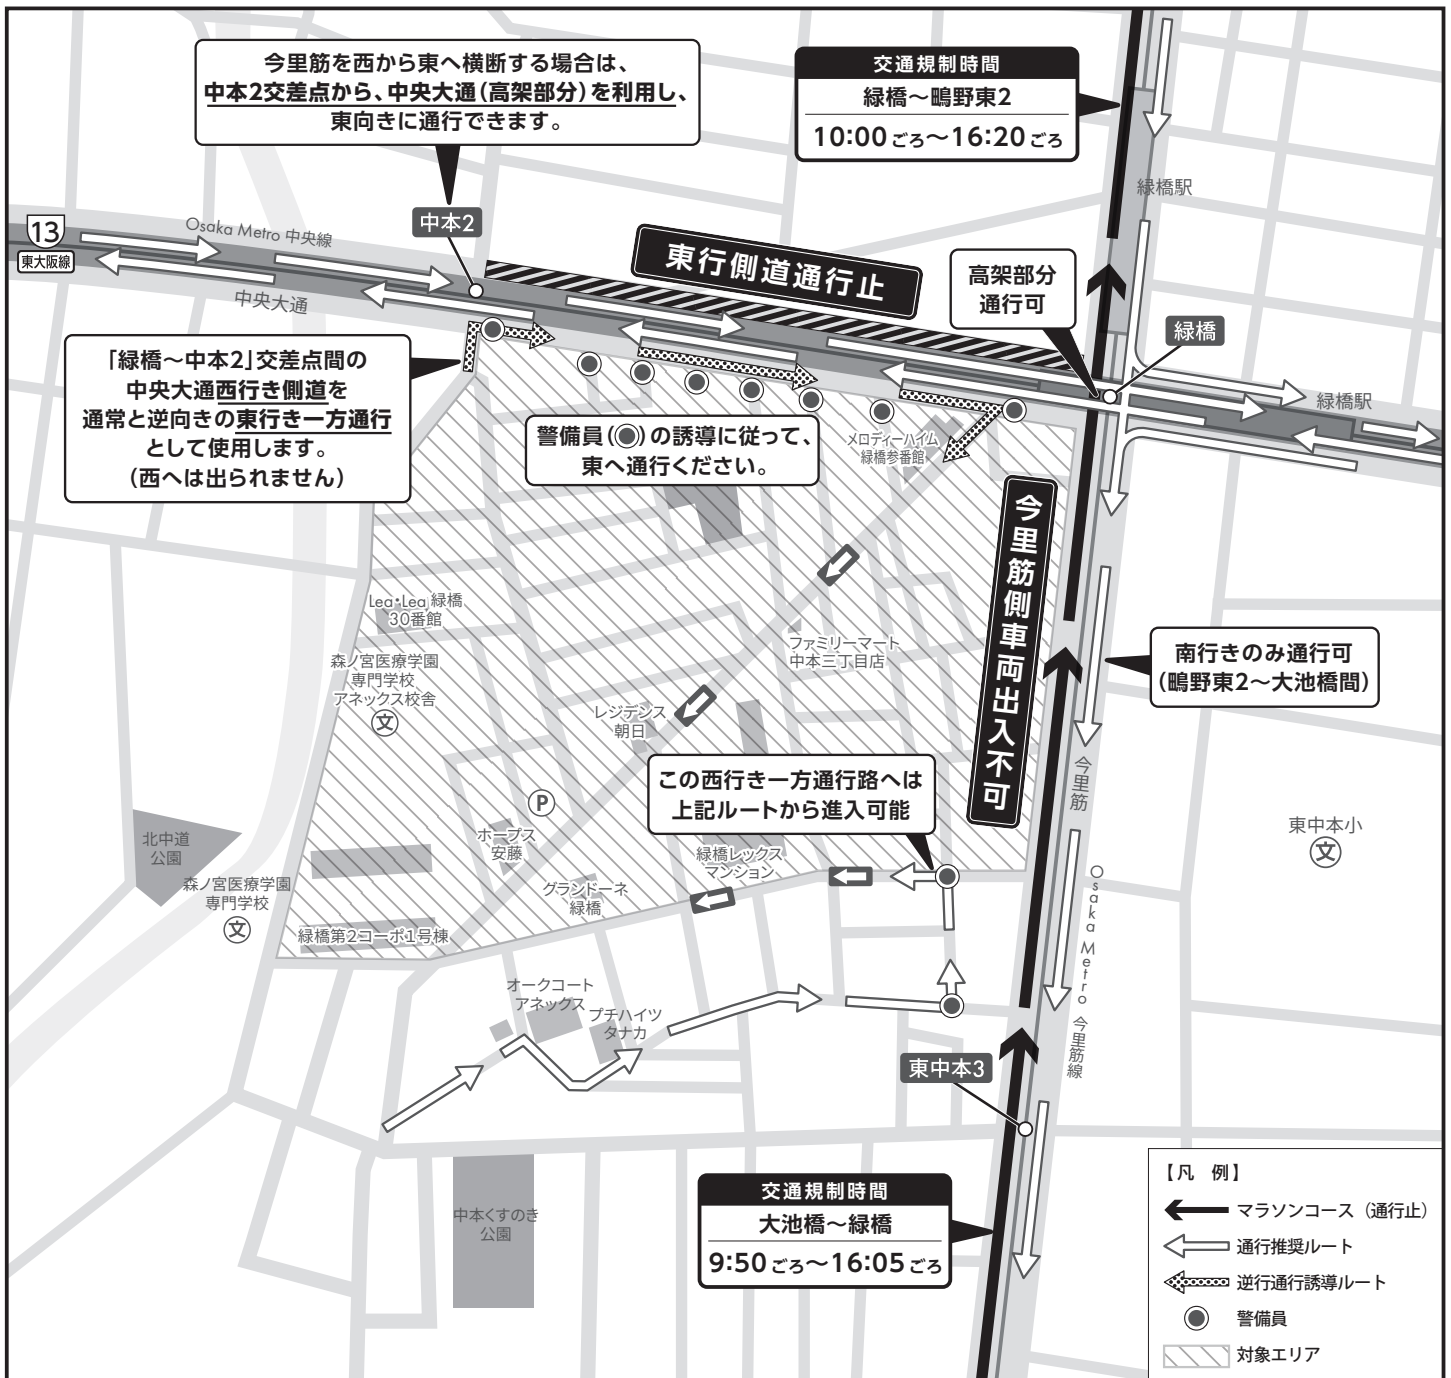 今里筋を西から東へ横断する場合は、
中本2交差点から、中央大通(高架部分)を利用し、
東向きに通行できます。
交通規制時間
緑橋〜鴫野東2
10:00ごろ〜16:20ごろ
緑橋駅
13
東大阪線
Osaka Metro 中央線
中本2
東行側道通行止
高架部分
通行可
緑橋
中央大通
「緑橋〜中本2」交差点間の
中央大通西行き側道を
通常と逆向きの東行き一方通行
として使用します。
(西へは出られません)
緑橋駅
警備員(◉)の誘導に従って、
東へ通行ください。
メロディーハイム
緑橋参番館
今里筋側車両出入不可
Lea・Lea 緑橋
30番館
森ノ宮医療学園
専門学校
アネックス校舎
文
ファミリーマート
中本三丁目店
南行きのみ通行可
(鴫野東2〜大池橋間)
レジデンス
朝日
この西行き一方通行路へは
上記ルートから進入可能
今里筋
P
ホープス
安藤
緑橋レックス
マンション
東中本小
文
北中道
公園
森ノ宮医療学園
専門学校
文
グランドーネ
緑橋
緑橋第2コーポ1号棟
Osaka Metro 今里筋線
オークコート
アネックス
プチハイツ
タナカ
東中本3
中本くすのき
公園
交通規制時間
大池橋〜緑橋
9:50ごろ〜16:05ごろ
【凡 例】
マラソンコース(通行止)
通行推奨ルート
逆行通行誘導ルート
警備員
対象エリア